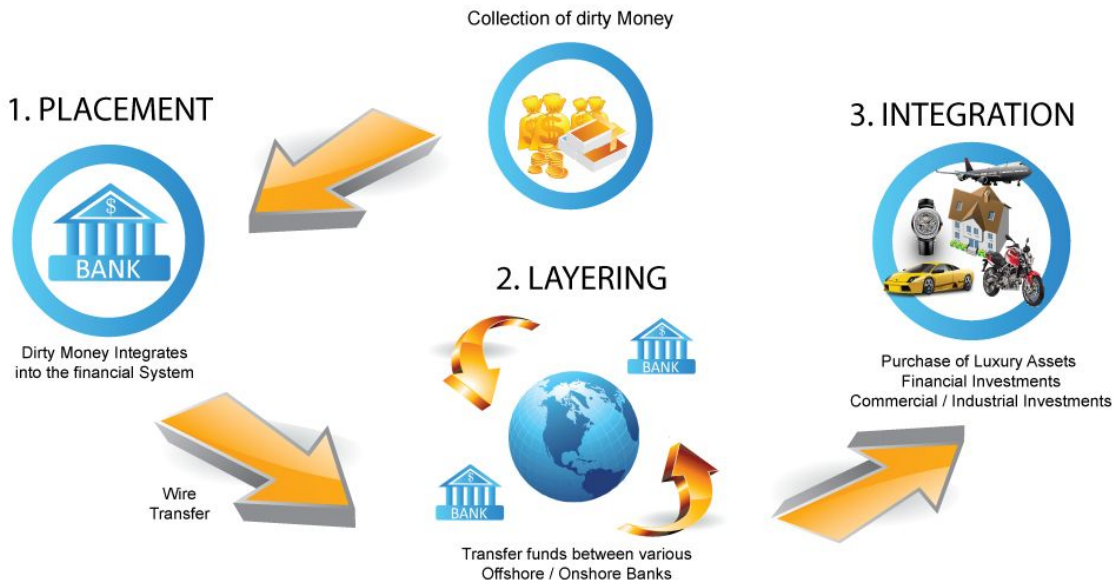 Collection of dirty Money
1. PLACEMENT
$
BANK
Dirty Money Integrates
into the financial System
Wire
Transfer
2. LAYERING
$
BANK
$
BANK
Transfer funds between various
Offshore / Onshore Banks
3. INTEGRATION
Purchase of Luxury Assets
Financial Investments
Commercial / Industrial Investments